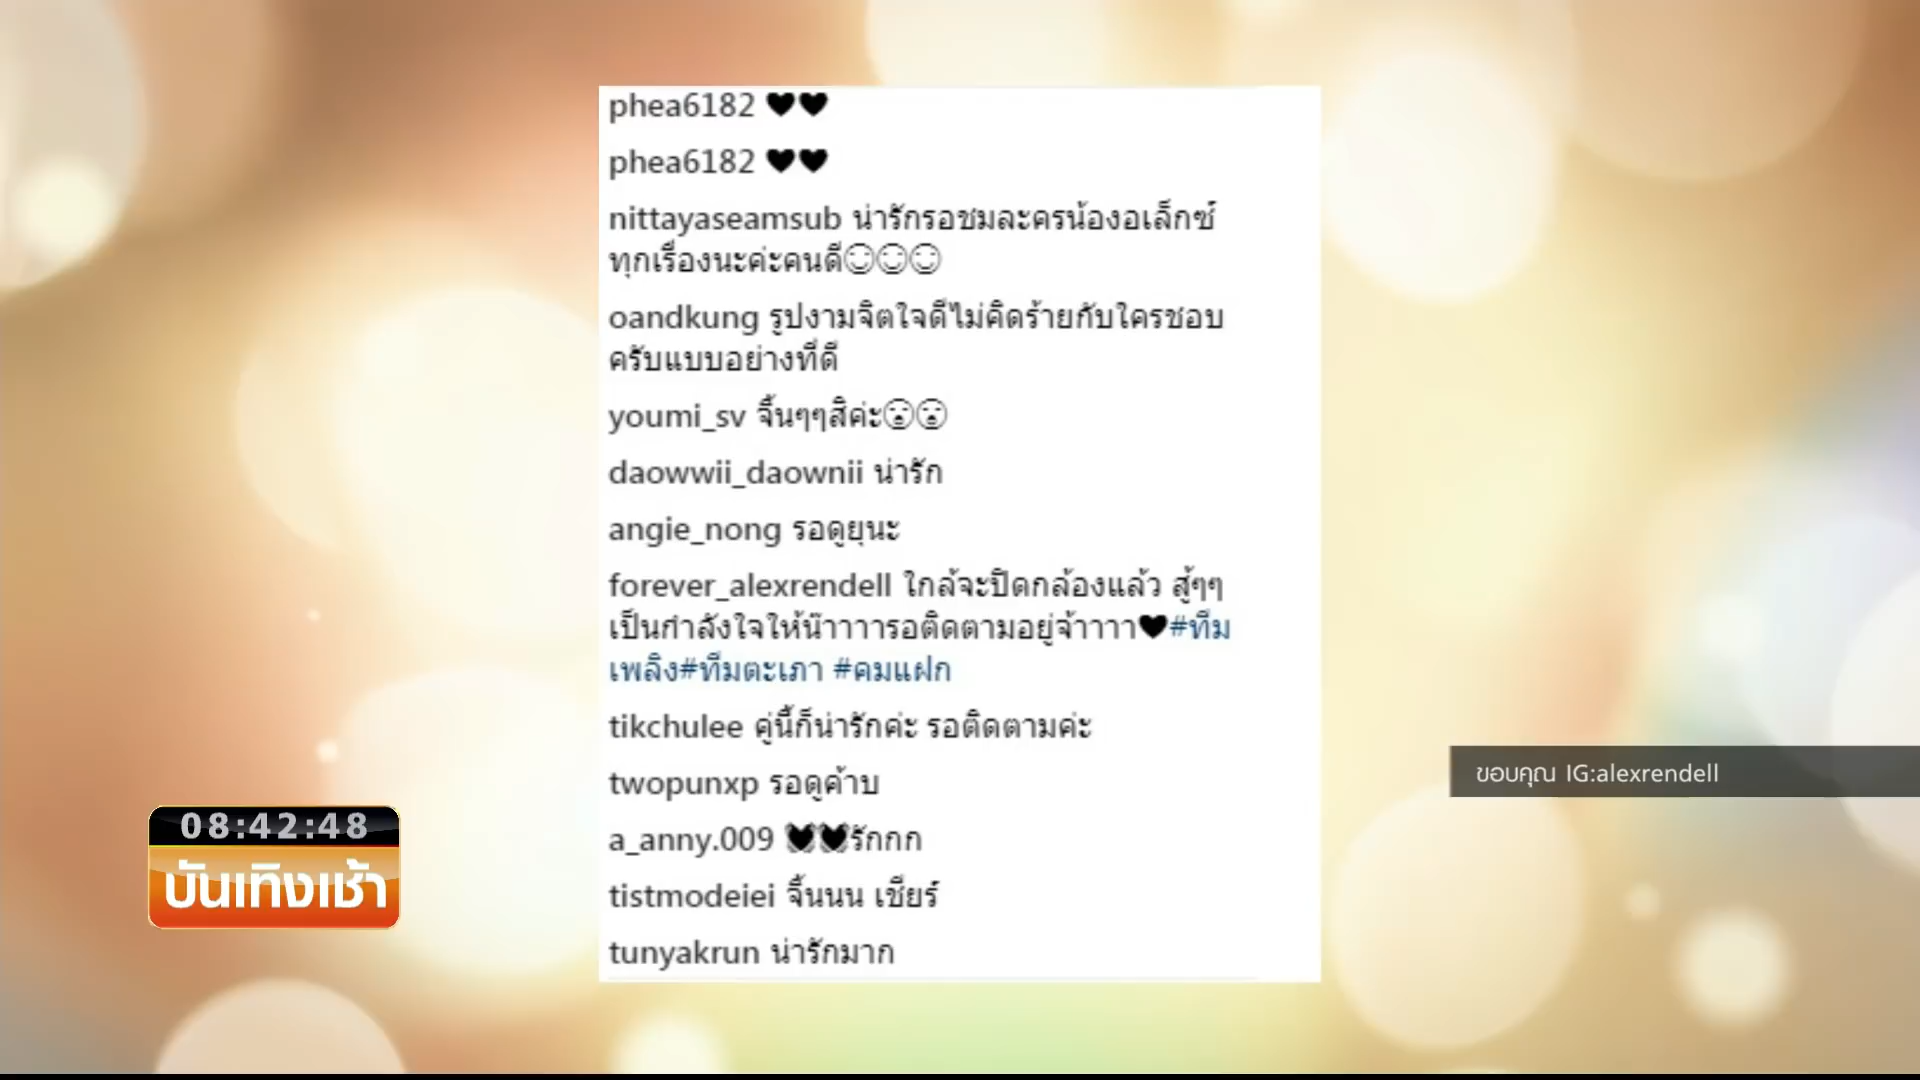 phea6182 🖤🖤
phea6182 🖤🖤
nittayaseamsub น่ารักรอชมละครน้องอเล็กซ์
ทุกเรื่องนะค่ะคนดี☺☺☺
oandkung รูปงามจิตใจดีไม่คิดร้ายกับใครชอบ
ครับแบบอย่างที่ดี
youmi_sv จิ้นๆๆสิค่ะ😮😮
daowwii_daownii น่ารัก
angie_nong รอดูยุนะ
forever_alexrendell ใกล้จะปิดกล้องแล้ว สู้ๆๆ
เป็นกำลังใจให้น๊าาาารอติดตามอยู่จ้าาาา🖤#ทีม
เพลิง#ทีมตะเภา #คมแฝก
tikchulee คู่นี้ก็น่ารักค่ะ รอติดตามค่ะ
twopunxp รอดูค้าบ
a_anny.009 🖤🖤รักกก
tistmodeiei จิ้นนน เชียร์
tunyakrun น่ารักมาก
ขอบคุณ IG:alexrendell
08:42:48
บันเทิงเช้า